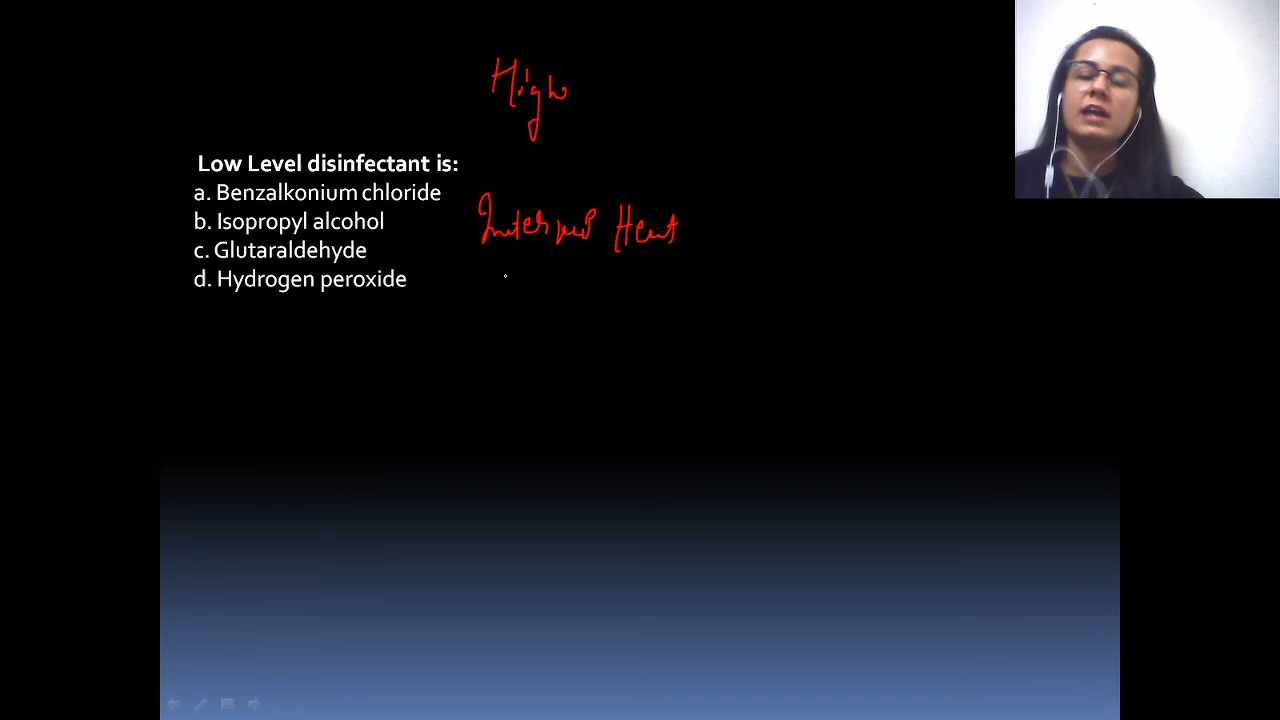 High
Low Level disinfectant is:
a. Benzalkonium chloride
b. Isopropyl alcohol
c. Glutaraldehyde
d. Hydrogen peroxide